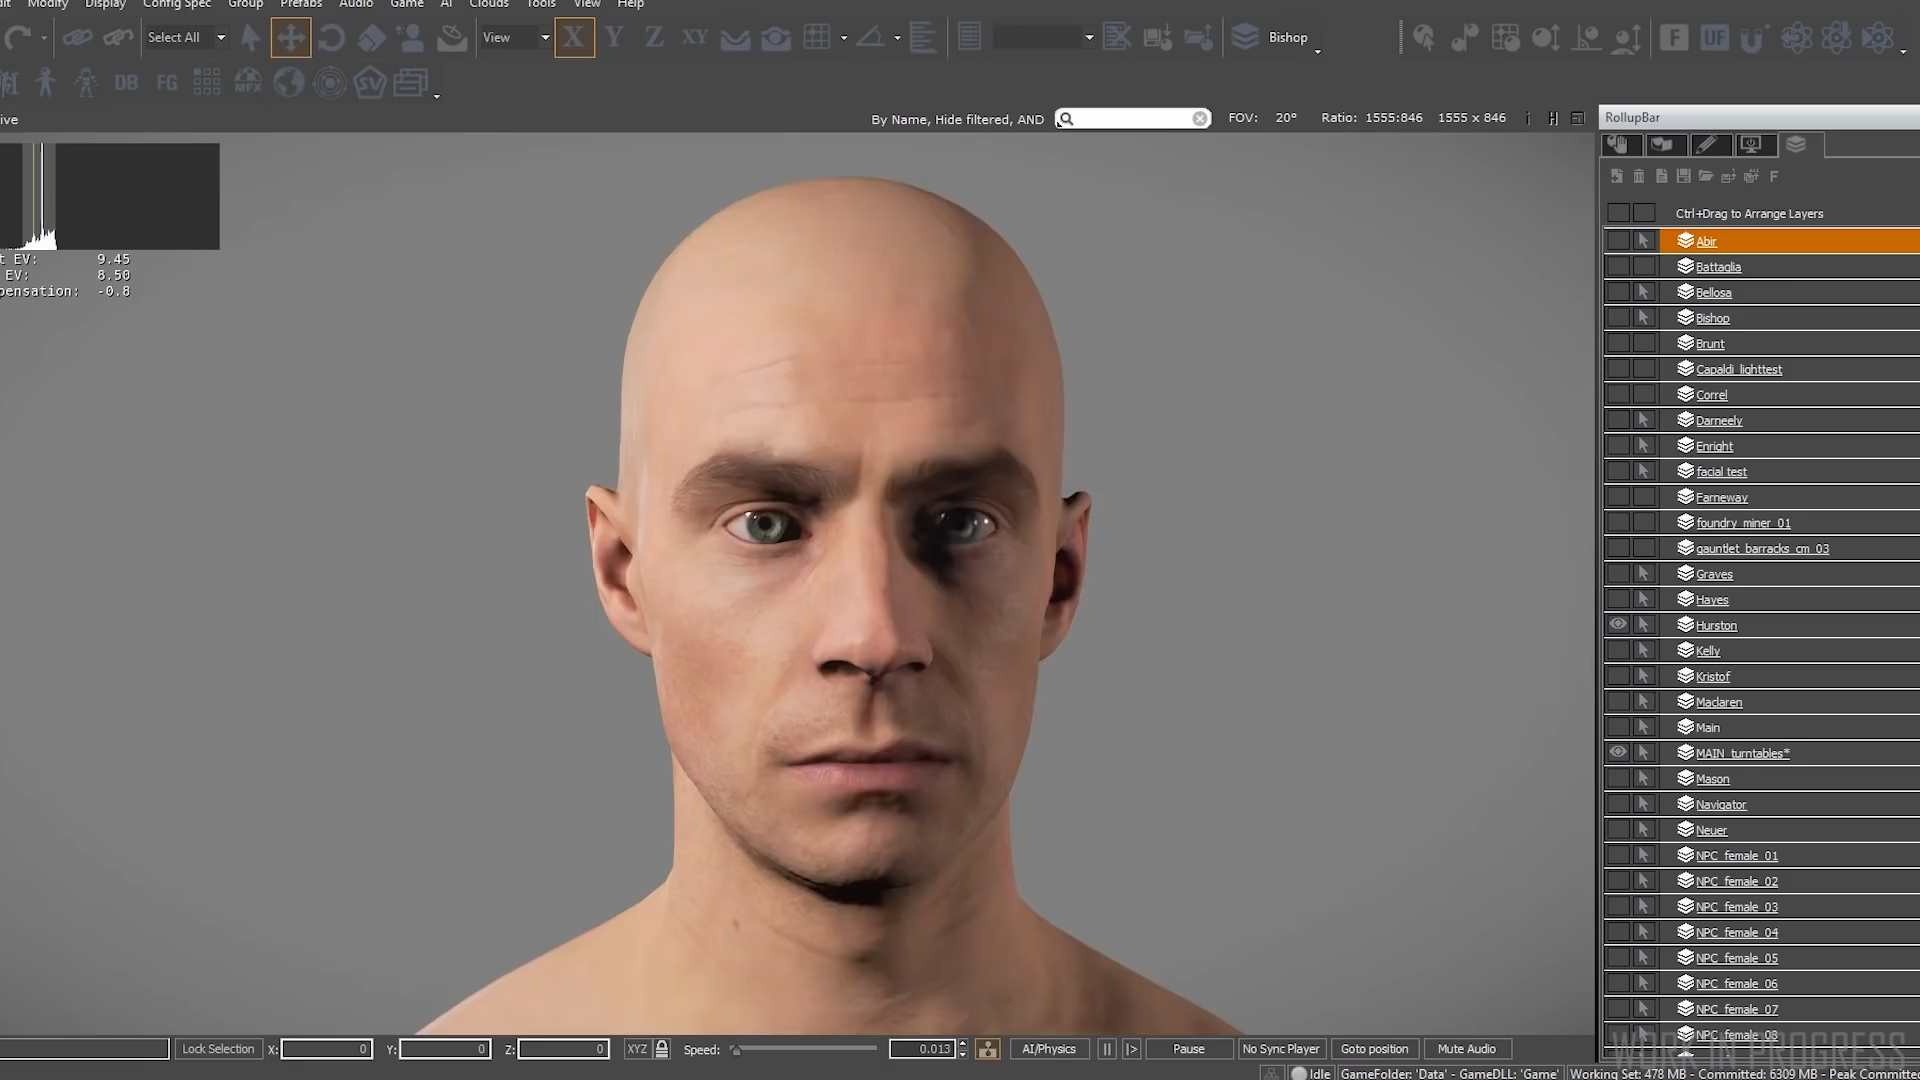 Modify Display Config Spec Group Prefabs Audio Game AI Clouds Tools View Help
Select All View X Y Z XY Bishop F UF
DB FG MFX SV
ive By Name, Hide filtered, AND FOV: 20° Ratio: 1555:846 1555 x 846 i H RollupBar
F
Ctrl+Drag to Arrange Layers
Abir
t EV: 9.45
Battaglia
EV: 8.50
pensation: -0.8
Bellosa
Bishop
Brunt
Capaldi_lighttest
Correl
Darneely
Enright
facial test
Farneway
foundry_miner_01
gauntlet_barracks_cm_03
Graves
Hayes
Hurston
Kelly
Kristof
Maclaren
Main
MAIN_turntables*
Mason
Navigator
Neuer
NPC_female_01
NPC_female_02
NPC_female_03
NPC_female_04
NPC_female_05
NPC_female_06
NPC_female_07
NPC_female_08
WORK IN PROGRESS
Lock Selection X: 0 Y: 0 Z: 0 XYZ Speed: 0.013 AI/Physics Pause No Sync Player Goto position Mute Audio
Idle GameFolder: 'Data' - GameDLL: 'Game' Working Set: 478 MB - Committed: 6309 MB - Peak Committe